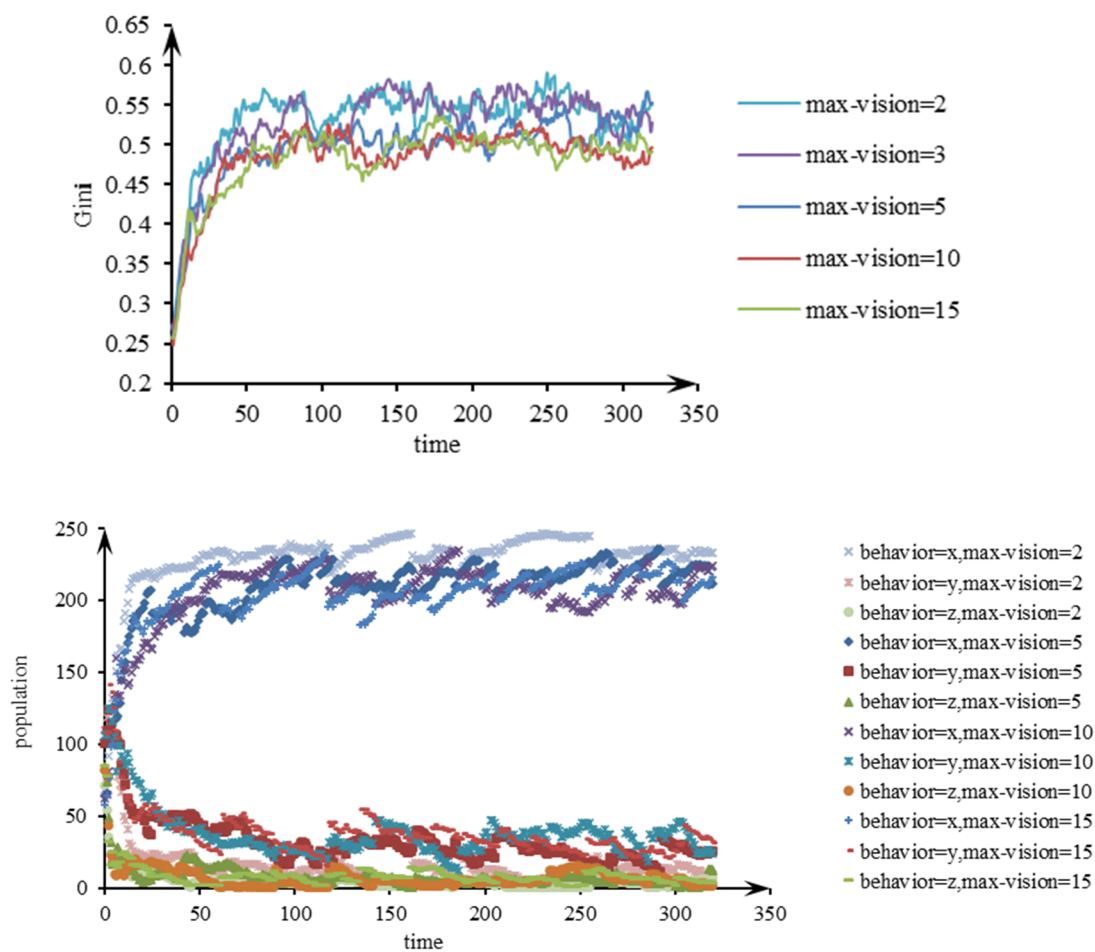 0.65
0.6
0.55
0.5
0.45
0.4
0.35
0.3
0.25
0.2
Gini
0 50 100 150 200 250 300 350
time
max-vision=2
max-vision=3
max-vision=5
max-vision=10
max-vision=15
250
200
150
100
50
0
population
0 50 100 150 200 250 300 350
time
behavior=x,max-vision=2
behavior=y,max-vision=2
behavior=z,max-vision=2
behavior=x,max-vision=5
behavior=y,max-vision=5
behavior=z,max-vision=5
behavior=x,max-vision=10
behavior=y,max-vision=10
behavior=z,max-vision=10
behavior=x,max-vision=15
behavior=y,max-vision=15
behavior=z,max-vision=15